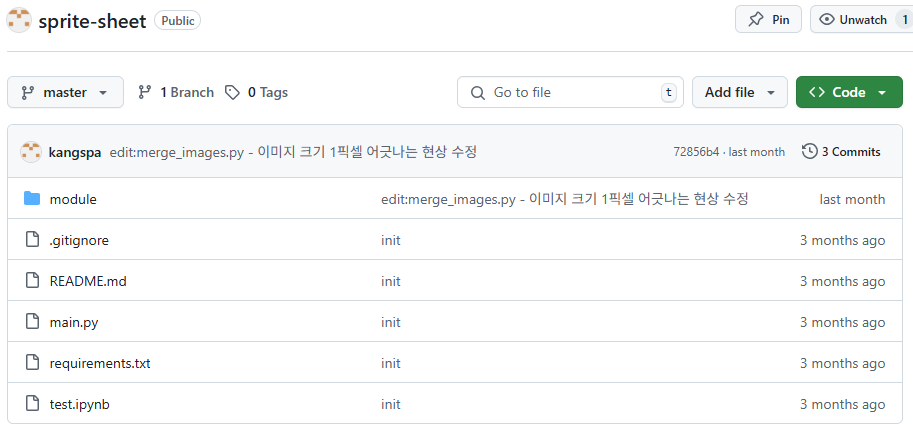 sprite-sheet Public Pin Unwatch 1
master 1 Branch 0 Tags Go to file t Add file Code
kangspa edit:merge_images.py - 이미지 크기 1픽셀 어긋나는 현상 수정 72856b4 · last month 3 Commits
module edit:merge_images.py - 이미지 크기 1픽셀 어긋나는 현상 수정 last month
.gitignore init 3 months ago
README.md init 3 months ago
main.py init 3 months ago
requirements.txt init 3 months ago
test.ipynb init 3 months ago